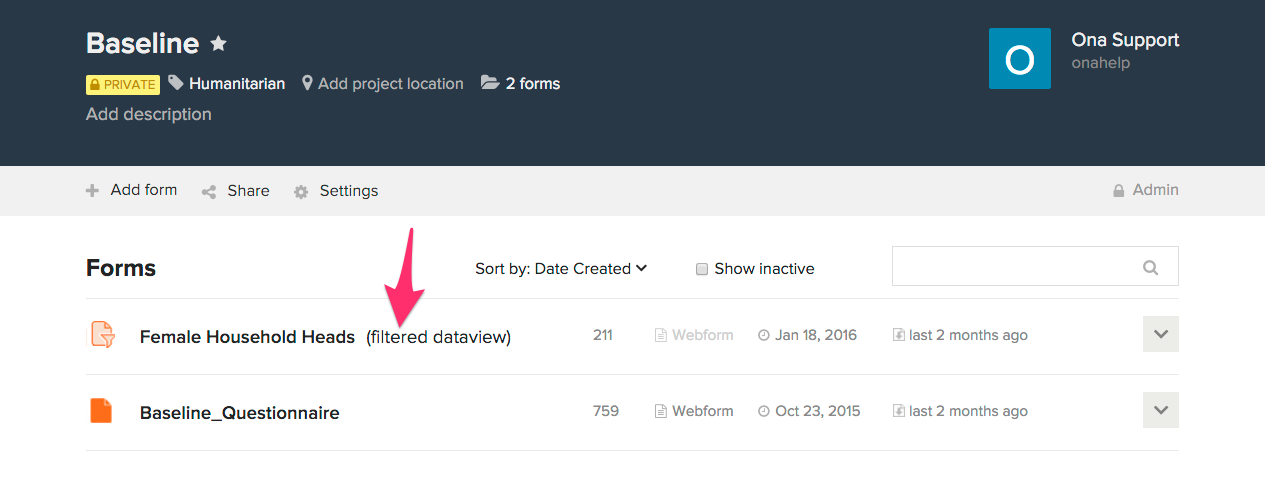 Baseline
PRIVATE Humanitarian Add project location 2 forms
Add description
O
Ona Support
onahelp
Add form Share Settings Admin
Forms Sort by: Date Created Show inactive
Female Household Heads (filtered dataview) 211 Webform Jan 18, 2016 last 2 months ago
Baseline_Questionnaire 759 Webform Oct 23, 2015 last 2 months ago